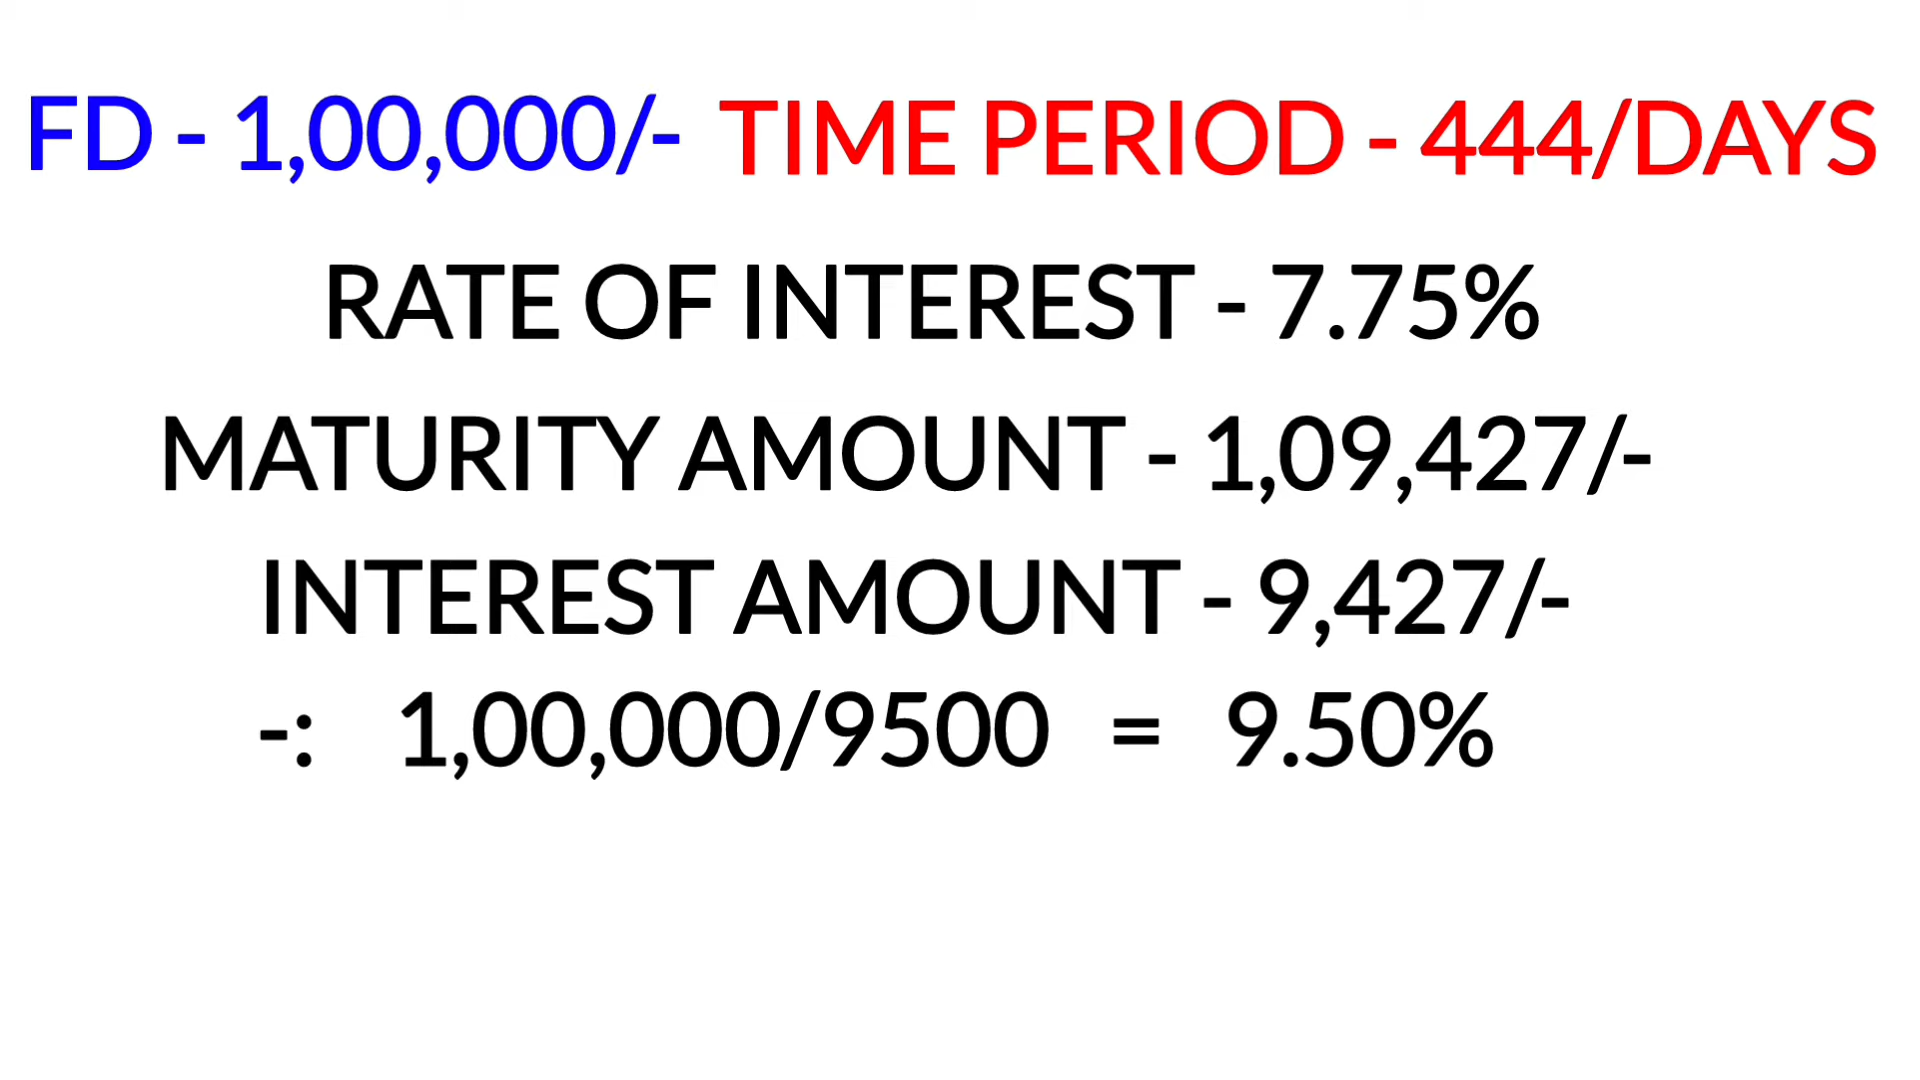 FD - 1,00,000/- TIME PERIOD - 444/DAYS
RATE OF INTEREST - 7.75%
MATURITY AMOUNT - 1,09,427/-
INTEREST AMOUNT - 9,427/-
-: 1,00,000/9500 = 9.50%